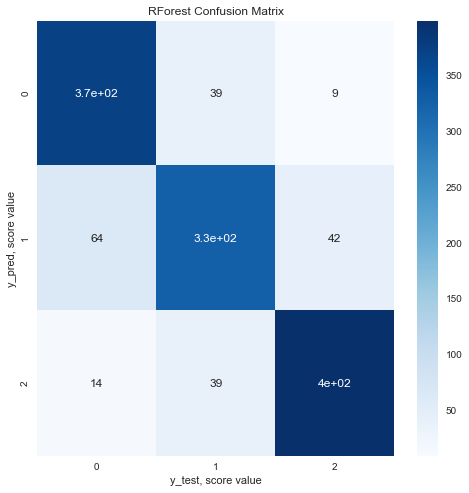 RForest Confusion Matrix
0
3.7e+02 39 9
1
64 3.3e+02 42
2
14 39 4e+02
0 1 2
y_pred, score value
y_test, score value
350
300
250
200
150
100
50